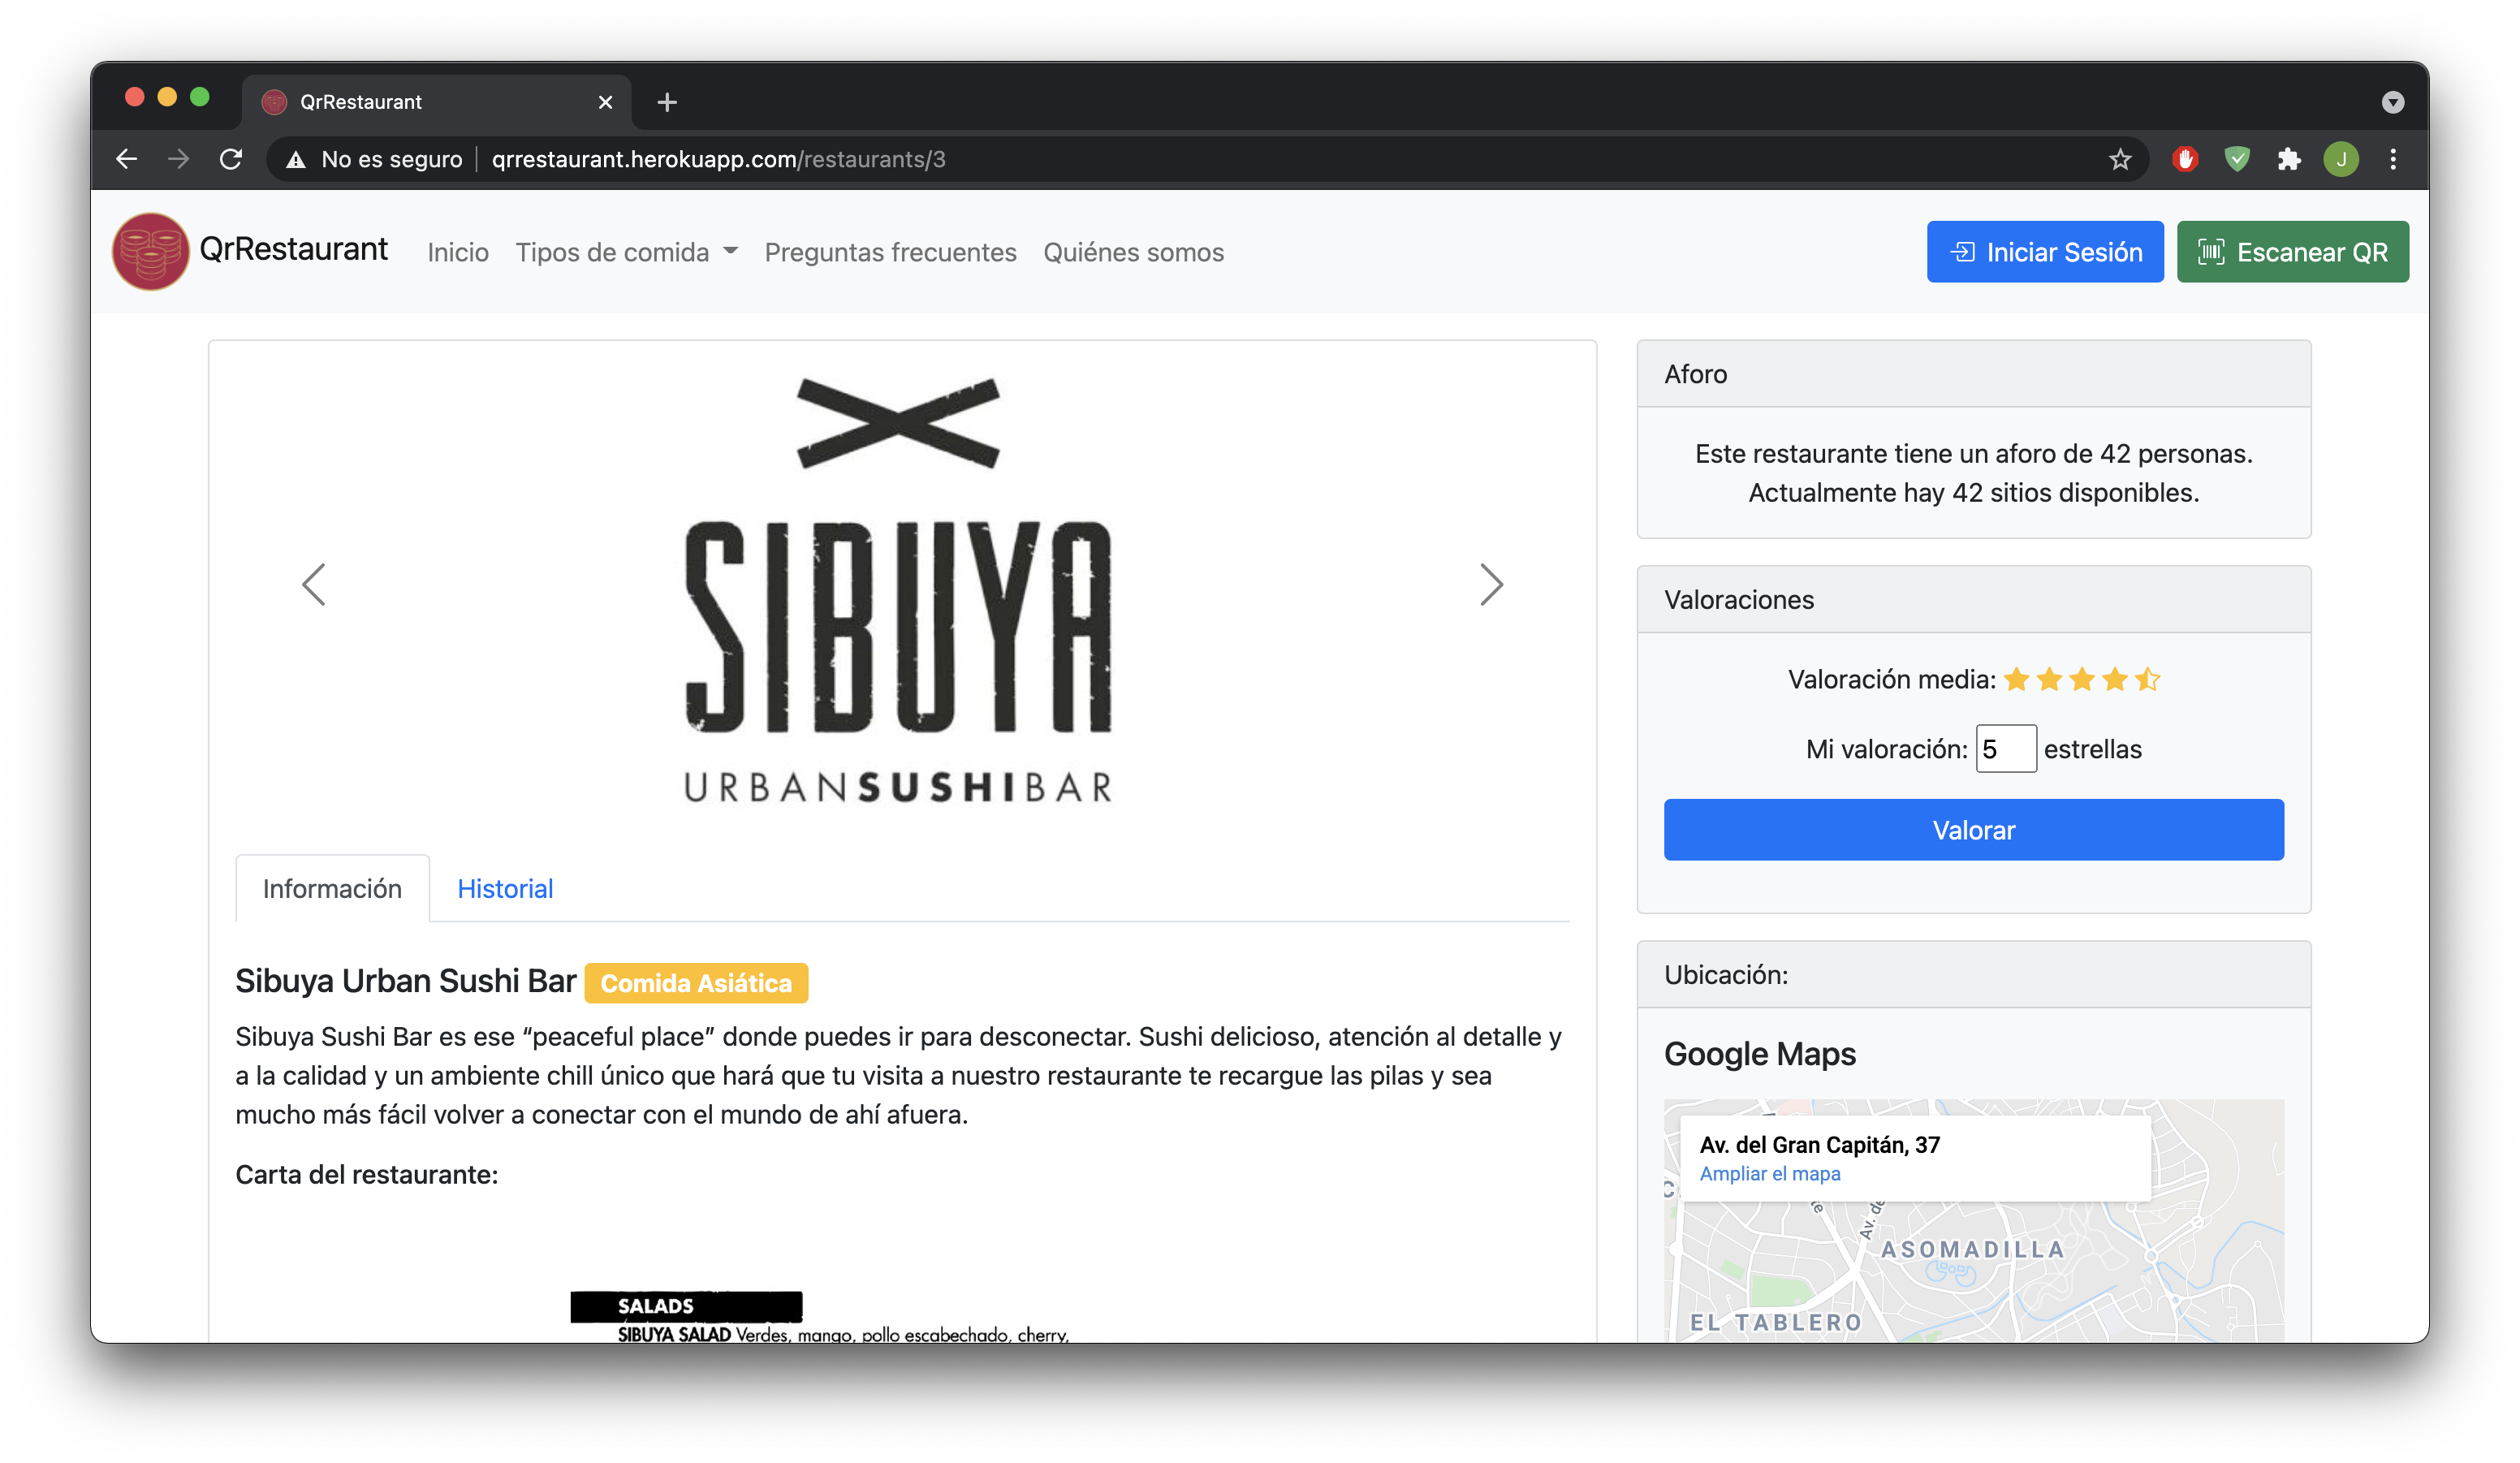 QrRestaurant
No es seguro qrrestaurant.herokuapp.com/restaurants/3
J
QrRestaurant Inicio Tipos de comida Preguntas frecuentes Quiénes somos Iniciar Sesión Escanear QR
SIBUYA
URBANSUSHIBAR
Información Historial
Sibuya Urban Sushi Bar Comida Asiática
Sibuya Sushi Bar es ese “peaceful place” donde puedes ir para desconectar. Sushi delicioso, atención al detalle y
a la calidad y un ambiente chill único que hará que tu visita a nuestro restaurante te recargue las pilas y sea
mucho más fácil volver a conectar con el mundo de ahí afuera.
Carta del restaurante:
SALADS
SIBUYA SALAD Verdes, mango, pollo escabechado, cherry,
Aforo
Este restaurante tiene un aforo de 42 personas.
Actualmente hay 42 sitios disponibles.
Valoraciones
Valoración media:
Mi valoración: 5 estrellas
Valorar
Ubicación:
Google Maps
Av. del Gran Capitán, 37
Ampliar el mapa
Av. de
ASOMADILLA
EL TABLERO